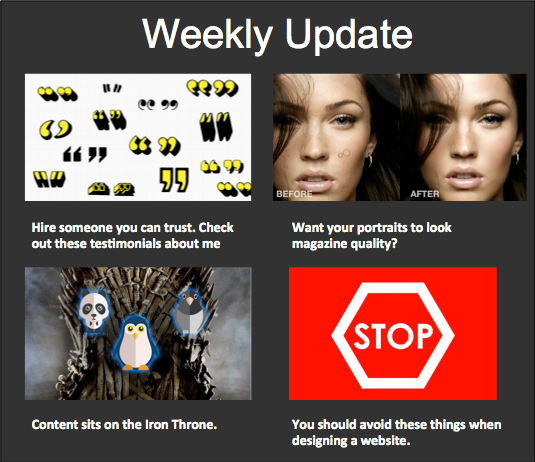 Weekly Update
BEFORE
AFTER
Hire someone you can trust. Check
out these testimonials about me
Want your portraits to look
magazine quality?
STOP
Content sits on the Iron Throne.
You should avoid these things when
designing a website.